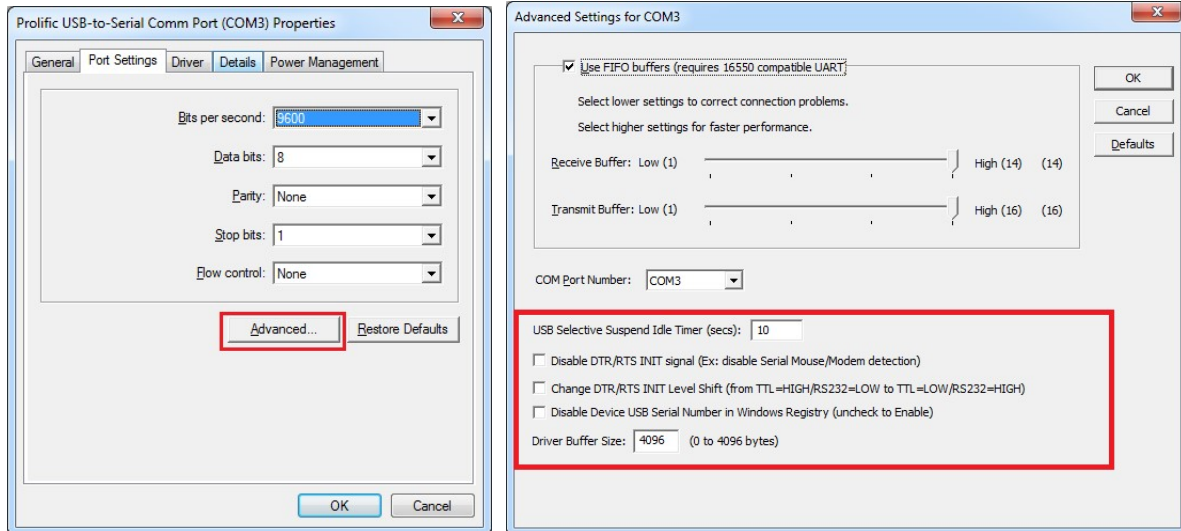 Prolific USB-to-Serial Comm Port (COM3) Properties
General Port Settings Driver Details Power Management
Bits per second: 9600
Data bits: 8
Parity: None
Stop bits: 1
Flow control: None
Advanced... Restore Defaults
OK Cancel
Advanced Settings for COM3
Use FIFO buffers (requires 16550 compatible UART)
OK
Select lower settings to correct connection problems.
Cancel
Select higher settings for faster performance.
Defaults
Receive Buffer: Low (1) High (14) (14)
Transmit Buffer: Low (1) High (16) (16)
COM Port Number: COM3
USB Selective Suspend Idle Timer (secs): 10
Disable DTR/RTS INIT signal (Ex: disable Serial Mouse/Modem detection)
Change DTR/RTS INIT Level Shift (from TTL=HIGH/RS232=LOW to TTL=LOW/RS232=HIGH)
Disable Device USB Serial Number in Windows Registry (uncheck to Enable)
Driver Buffer Size: 4096 (0 to 4096 bytes)